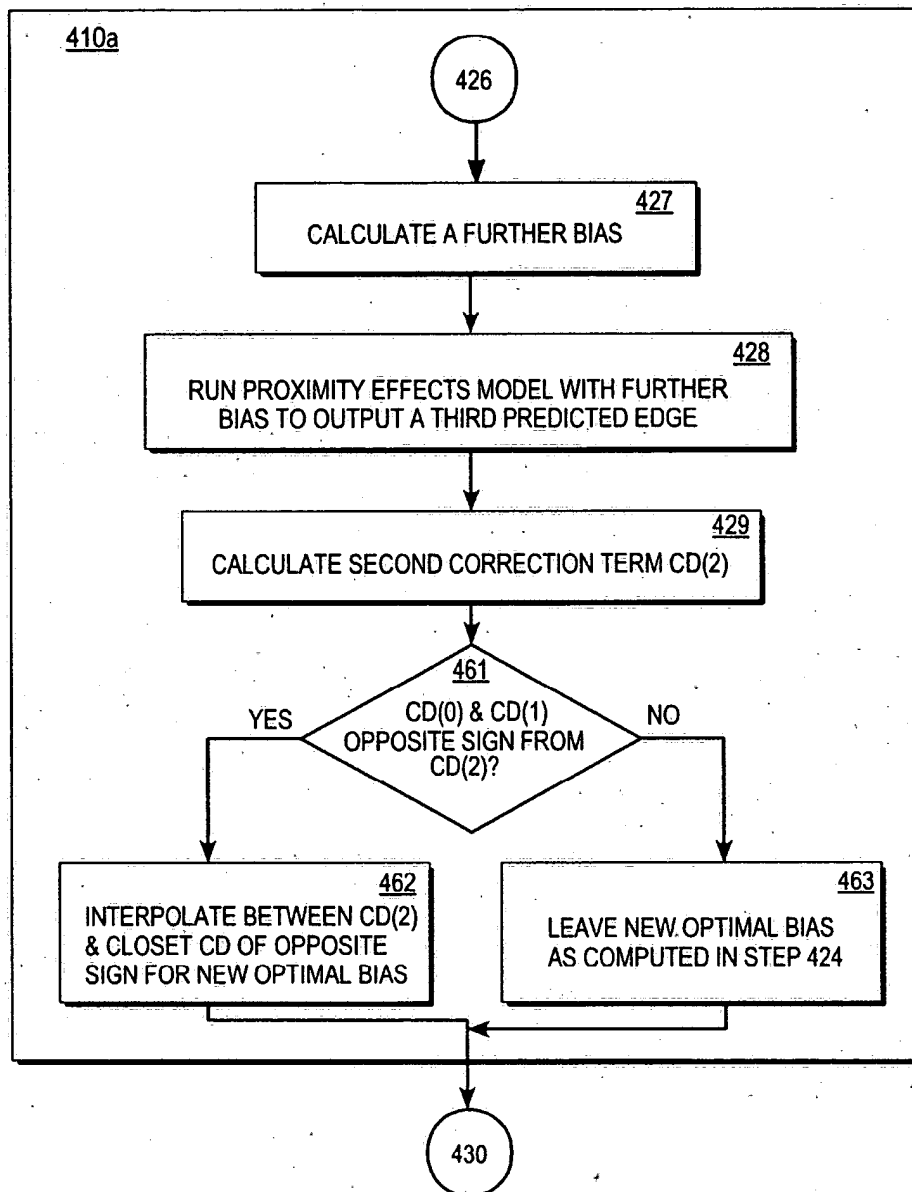 410a
426
427
CALCULATE A FURTHER BIAS
428
RUN PROXIMITY EFFECTS MODEL WITH FURTHER
BIAS TO OUTPUT A THIRD PREDICTED EDGE
429
CALCULATE SECOND CORRECTION TERM CD(2)
461
CD(0) & CD(1)
OPPOSITE SIGN FROM
CD(2)?
YES
NO
462
INTERPOLATE BETWEEN CD(2)
& CLOSET CD OF OPPOSITE
SIGN FOR NEW OPTIMAL BIAS
463
LEAVE NEW OPTIMAL BIAS
AS COMPUTED IN STEP 424
430